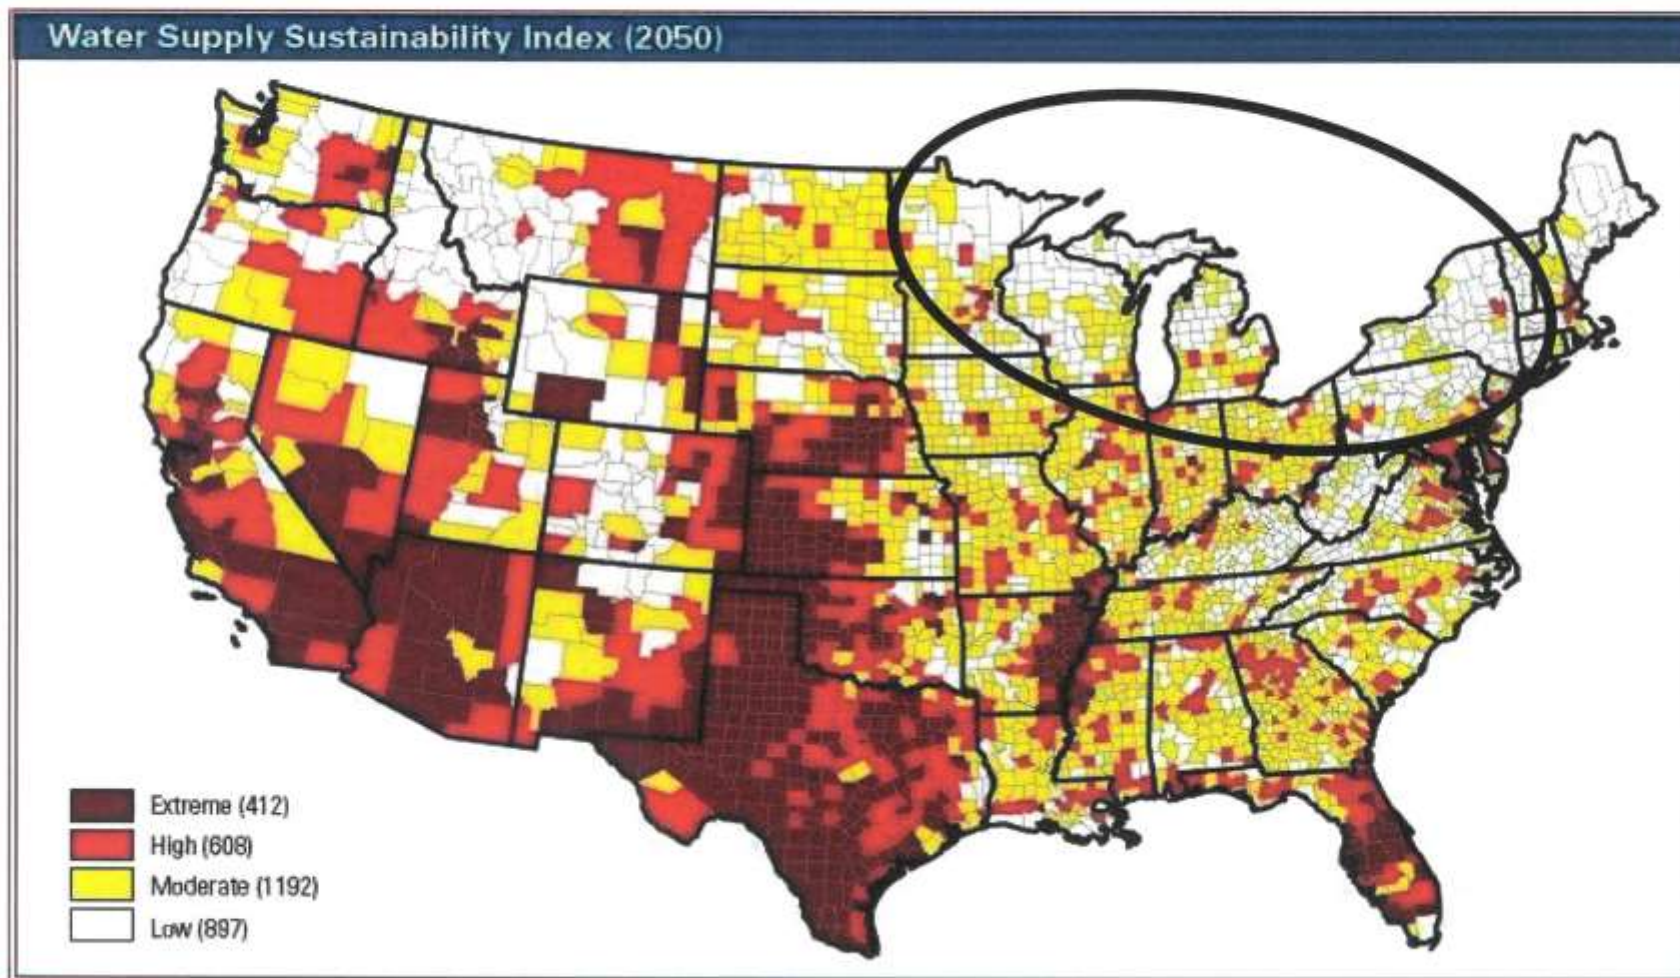 Water Supply Sustainability Index (2050)
Extreme (412)
High (608)
Moderate (1192)
Low (897)